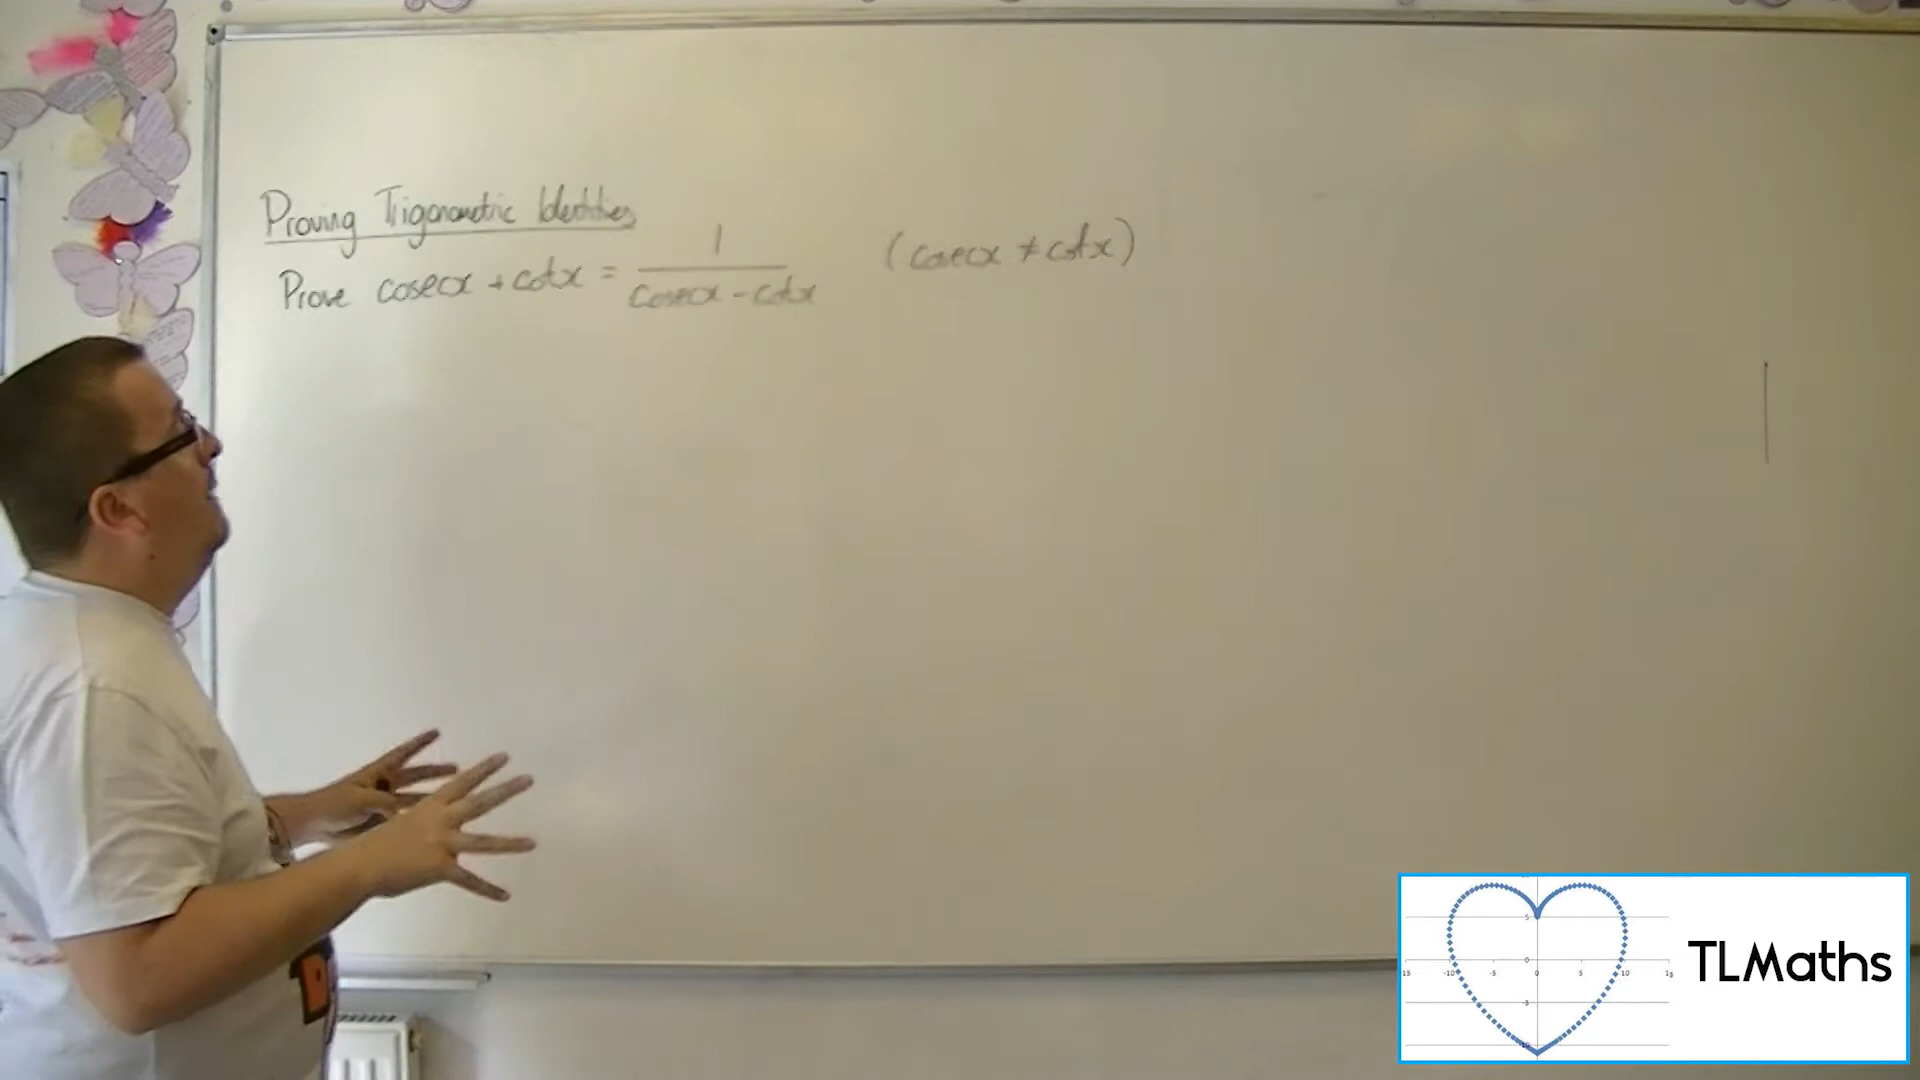 Proving Trigonometric Identities
Prove cosecx + cotx = 1/(cosecx - cotx) (cosecx ≠ cotx)
TLMaths